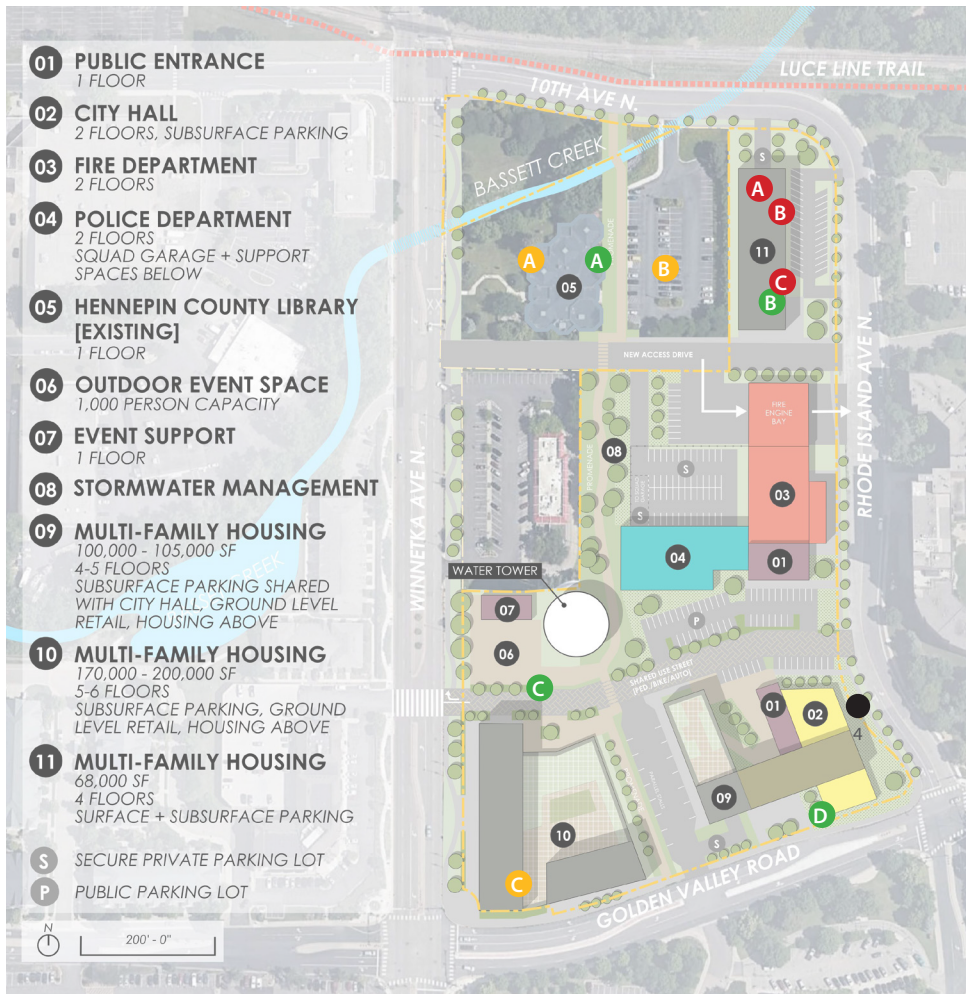 01 PUBLIC ENTRANCE
1 FLOOR
02 CITY HALL
2 FLOORS, SUBSURFACE PARKING
03 FIRE DEPARTMENT
2 FLOORS
04 POLICE DEPARTMENT
2 FLOORS
SQUAD GARAGE + SUPPORT
SPACES BELOW
05 HENNEPIN COUNTY LIBRARY
[EXISTING]
1 FLOOR
06 OUTDOOR EVENT SPACE
1,000 PERSON CAPACITY
07 EVENT SUPPORT
1 FLOOR
08 STORMWATER MANAGEMENT
09 MULTI-FAMILY HOUSING
100,000 - 105,000 SF
4-5 FLOORS
SUBSURFACE PARKING SHARED
WITH CITY HALL, GROUND LEVEL
RETAIL, HOUSING ABOVE
10 MULTI-FAMILY HOUSING
170,000 - 200,000 SF
5-6 FLOORS
SUBSURFACE PARKING, GROUND
LEVEL RETAIL, HOUSING ABOVE
11 MULTI-FAMILY HOUSING
68,000 SF
4 FLOORS
SURFACE + SUBSURFACE PARKING
S SECURE PRIVATE PARKING LOT
P PUBLIC PARKING LOT
N
200' - 0"
LUCE LINE TRAIL
10TH AVE N.
BASSETT CREEK
S
A
B
11
C
B
A
A
B
05
PROMENADE
NEW ACCESS DRIVE
FIRE
ENGINE
BAY
RHODE ISLAND AVE N.
WINNETKA AVE N.
PROMENADE
08
S
03
S
04
01
WATER TOWER
07
06
P
C
SHARED USE STREET
(PED./BIKE/AUTO)
01
02
4
09
D
10
S
C
GOLDEN VALLEY ROAD
CREEK